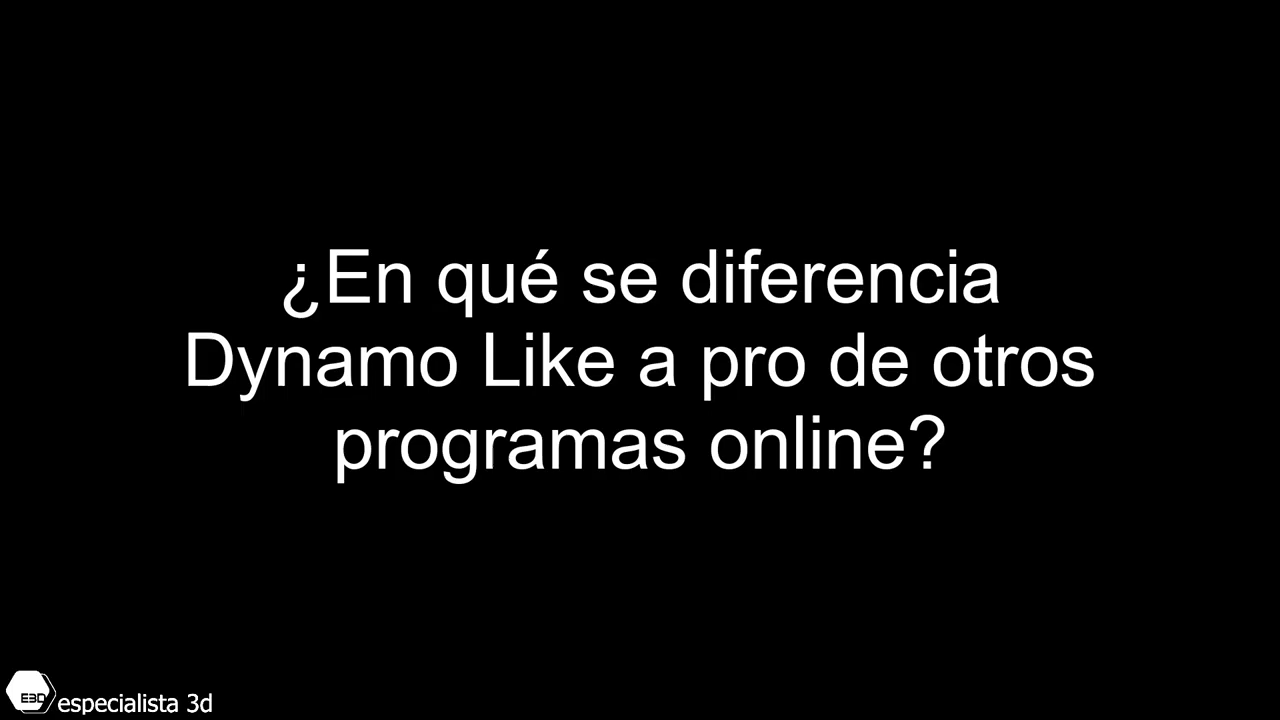 ¿En qué se diferencia
Dynamo Like a pro de otros
programas online?
E3D
especialista 3d